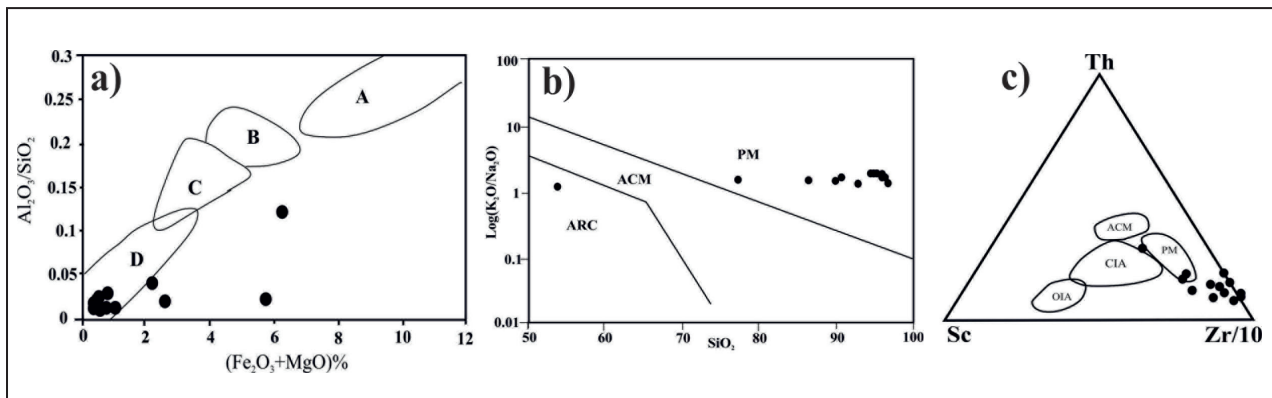 a)
0.3
0.25
0.2
0.15
0.1
0.05
0
Al₂O₃/SiO₂
A
B
C
D
0 2 4 6 8 10 12
(Fe₂O₃+MgO)%
b)
100
10
1
0.1
0.01
Log(K₂O/Na₂O)
PM
ACM
ARC
50 60 70 80 90 100
SiO₂
c)
Th
ACM
PM
CIA
OIA
Sc Zr/10